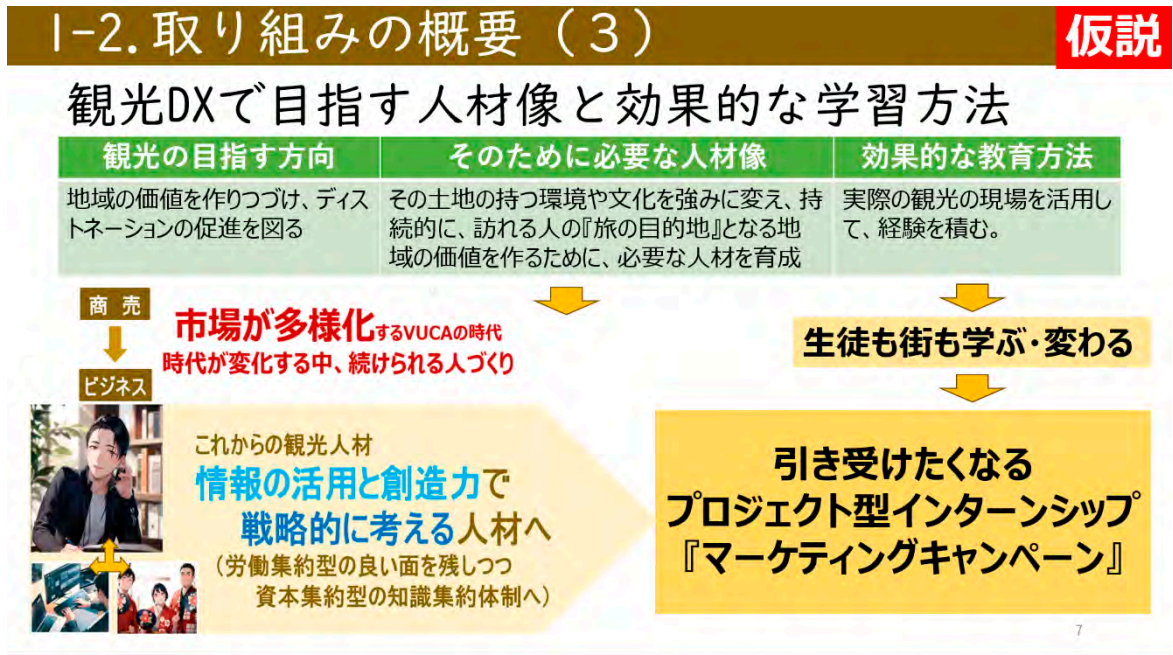 1-2.取り組みの概要（３）
仮説
観光DXで目指す人材像と効果的な学習方法
観光の目指す方向
そのために必要な人材像
効果的な教育方法
地域の価値を作りつづけ、ディス
トネーションの促進を図る
その土地の持つ環境や文化を強みに変え、持
続的に、訪れる人の『旅の目的地』となる地
域の価値を作るために、必要な人材を育成
実際の観光の現場を活用し
て、経験を積む。
商 売
ビジネス
市場が多様化するVUCAの時代
時代が変化する中、続けられる人づくり
生徒も街も学ぶ・変わる
これからの観光人材
情報の活用と創造力で
戦略的に考える人材へ
（労働集約型の良い面を残しつつ
資本集約型の知識集約体制へ）
引き受けたくなる
プロジェクト型インターンシップ
『マーケティングキャンペーン』
7